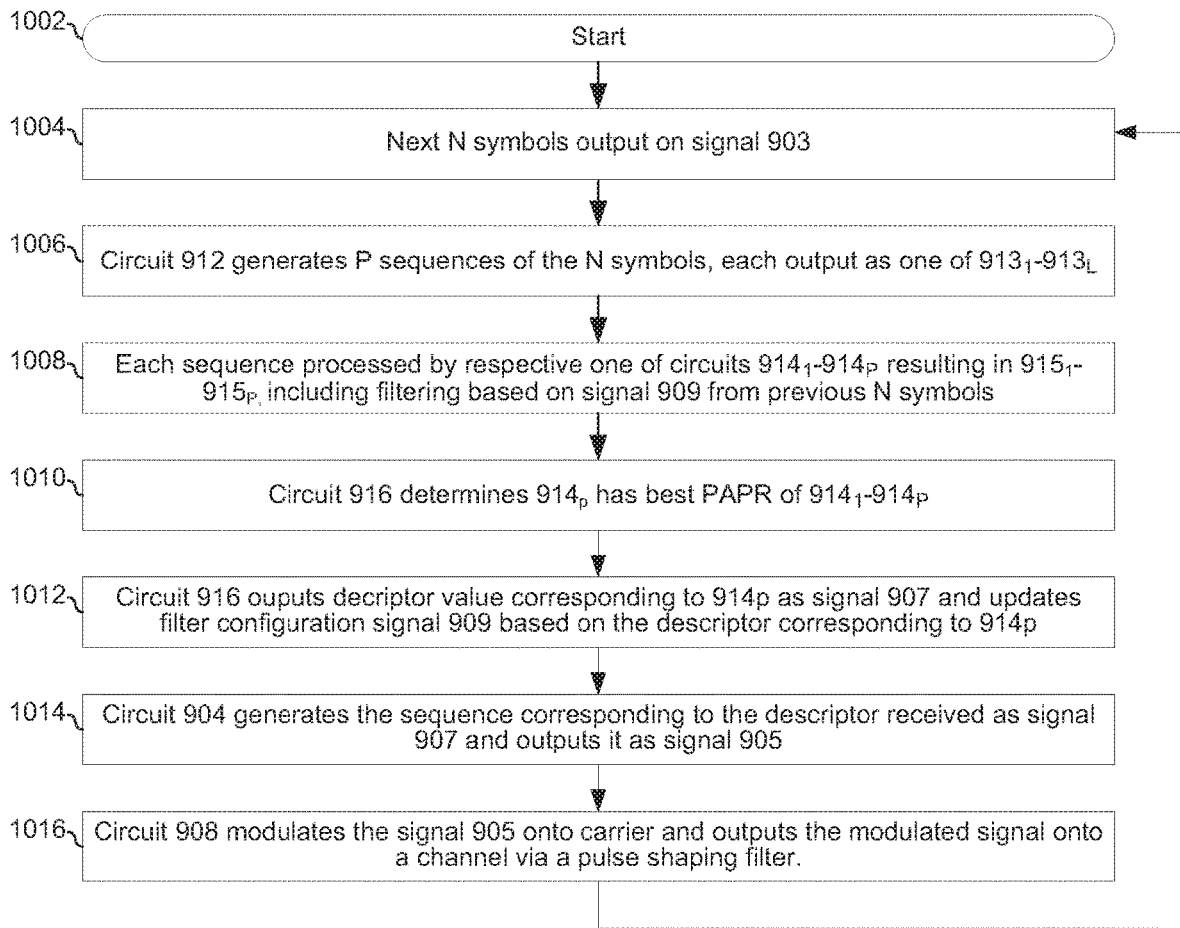 1002
Start
1004
Next N symbols output on signal 903
1006
Circuit 912 generates P sequences of the N symbols, each output as one of 913₁-913L
1008
Each sequence processed by respective one of circuits 914₁-914P resulting in 915₁-
915P, including filtering based on signal 909 from previous N symbols
1010
Circuit 916 determines 914ₚ has best PAPR of 914₁-914P
1012
Circuit 916 ouputs decriptor value corresponding to 914p as signal 907 and updates
filter configuration signal 909 based on the descriptor corresponding to 914p
1014
Circuit 904 generates the sequence corresponding to the descriptor received as signal
907 and outputs it as signal 905
1016
Circuit 908 modulates the signal 905 onto carrier and outputs the modulated signal onto
a channel via a pulse shaping filter.